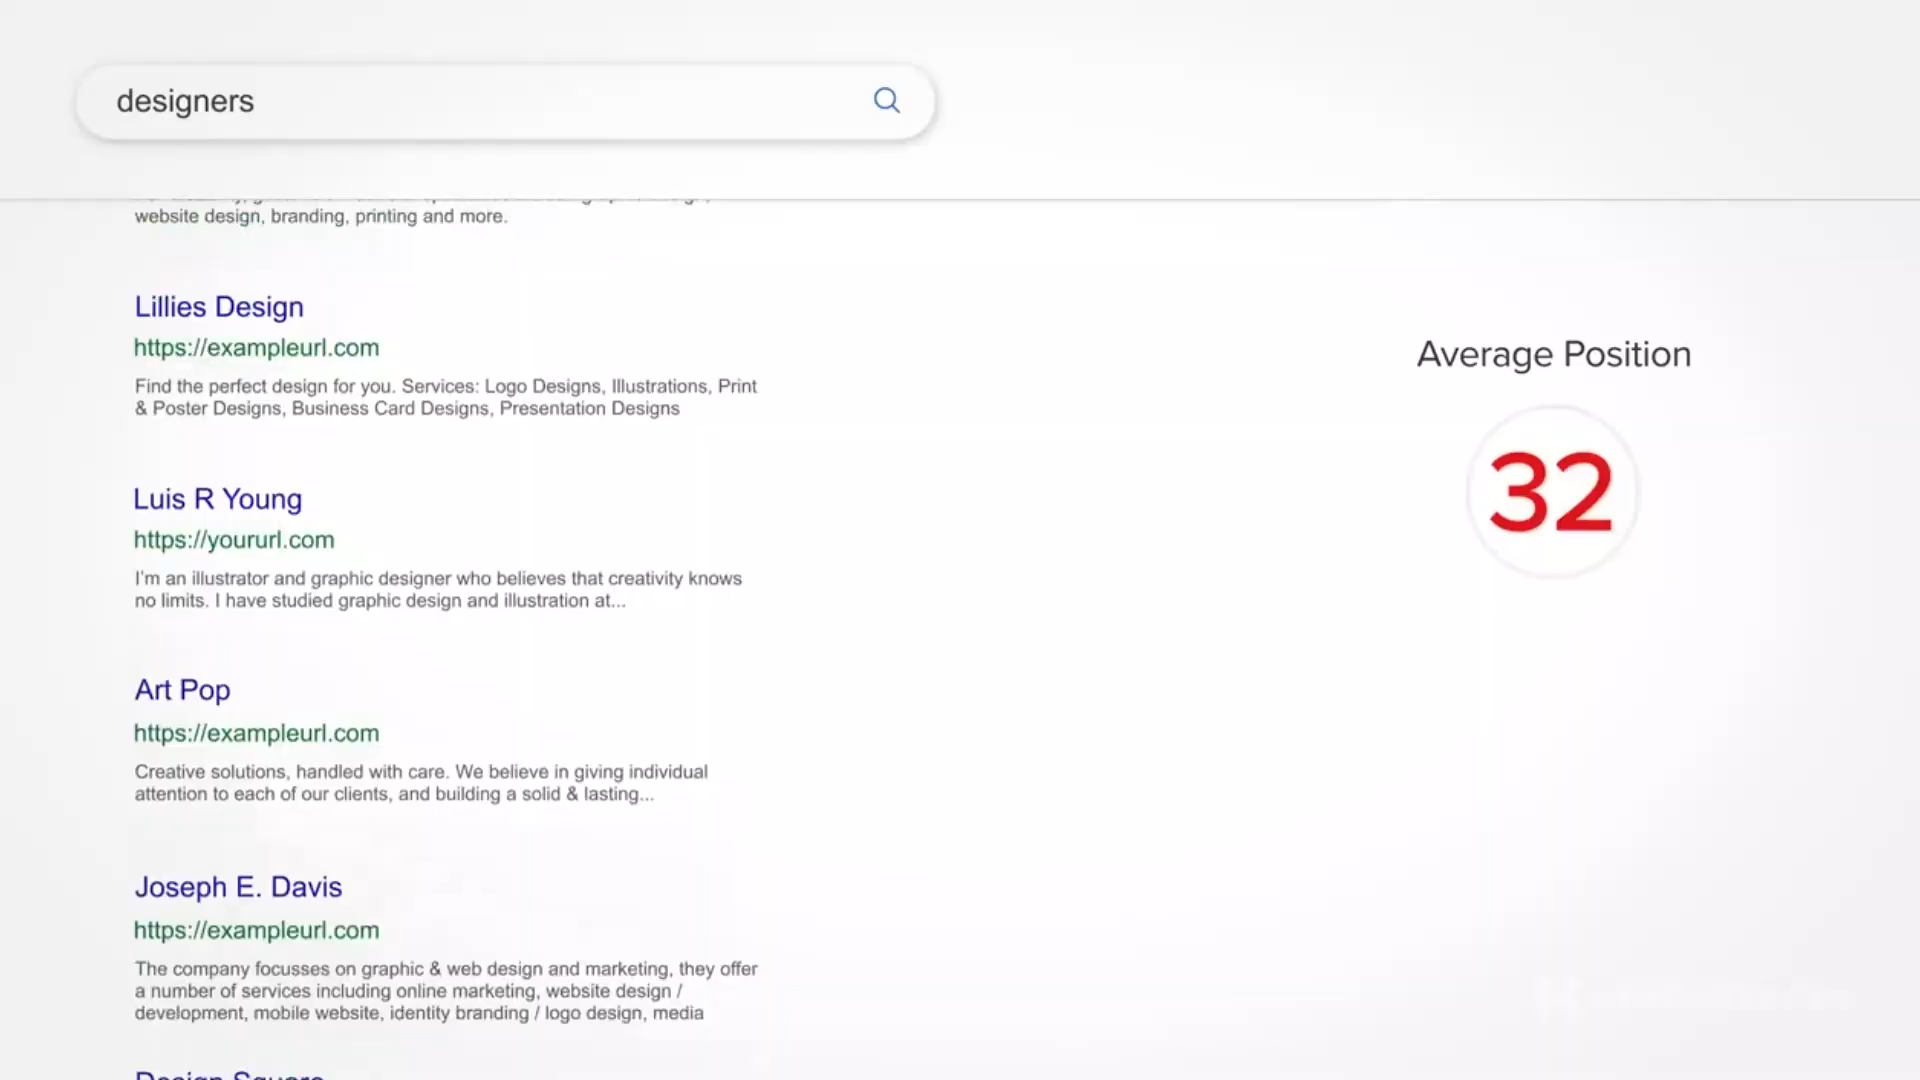 designers
website design, branding, printing and more.
Lillies Design
https://exampleurl.com
Find the perfect design for you. Services: Logo Designs, Illustrations, Print
& Poster Designs, Business Card Designs, Presentation Designs
Average Position
32
Luis R Young
https://yoururl.com
I'm an illustrator and graphic designer who believes that creativity knows
no limits. I have studied graphic design and illustration at...
Art Pop
https://exampleurl.com
Creative solutions, handled with care. We believe in giving individual
attention to each of our clients, and building a solid & lasting...
Joseph E. Davis
https://exampleurl.com
The company focusses on graphic & web design and marketing, they offer
a number of services including online marketing, website design /
development, mobile website, identity branding / logo design, media
Design Square